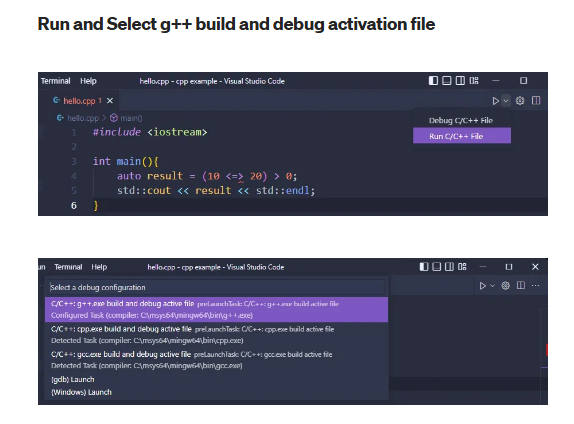 Run and Select g++ build and debug activation file
Terminal Help hello.cpp - cpp example - Visual Studio Code
hello.cpp 1 X
hello.cpp > main()
Debug C/C++ File
Run C/C++ File
1 #include <iostream>
2
3 int main(){
4 auto result = (10 <=> 20) > 0;
5 std::cout << result << std::endl;
6 }
un Terminal Help hello.cpp - cpp example - Visual Studio Code
Select a debug configuration
C/C++: g++.exe build and debug active file preLaunchTask: C/C++: g++.exe build active file
Configured Task (compiler: C:\msys64\mingw64\bin\g++.exe)
C/C++: cpp.exe build and debug active file preLaunchTask: C/C++: cpp.exe build active file
Detected Task (compiler: C:\msys64\mingw64\bin\cpp.exe)
C/C++: gcc.exe build and debug active file preLaunchTask: C/C++: gcc.exe build active file
Detected Task (compiler: C:\msys64\mingw64\bin\gcc.exe)
(gdb) Launch
(Windows) Launch